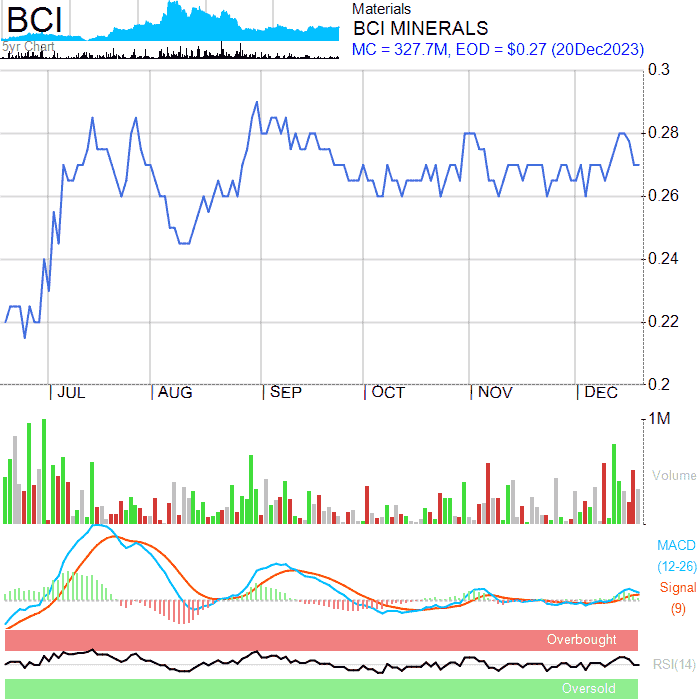 BCI
5yr Chart
Materials
BCI MINERALS
MC = 327.7M, EOD = $0.27 (20Dec2023)
0.3
0.28
0.26
0.24
0.22
0.2
JUL AUG SEP OCT NOV DEC
1M
Volume
MACD
(12-26)
Signal
(9)
Overbought
RSI(14)
Oversold